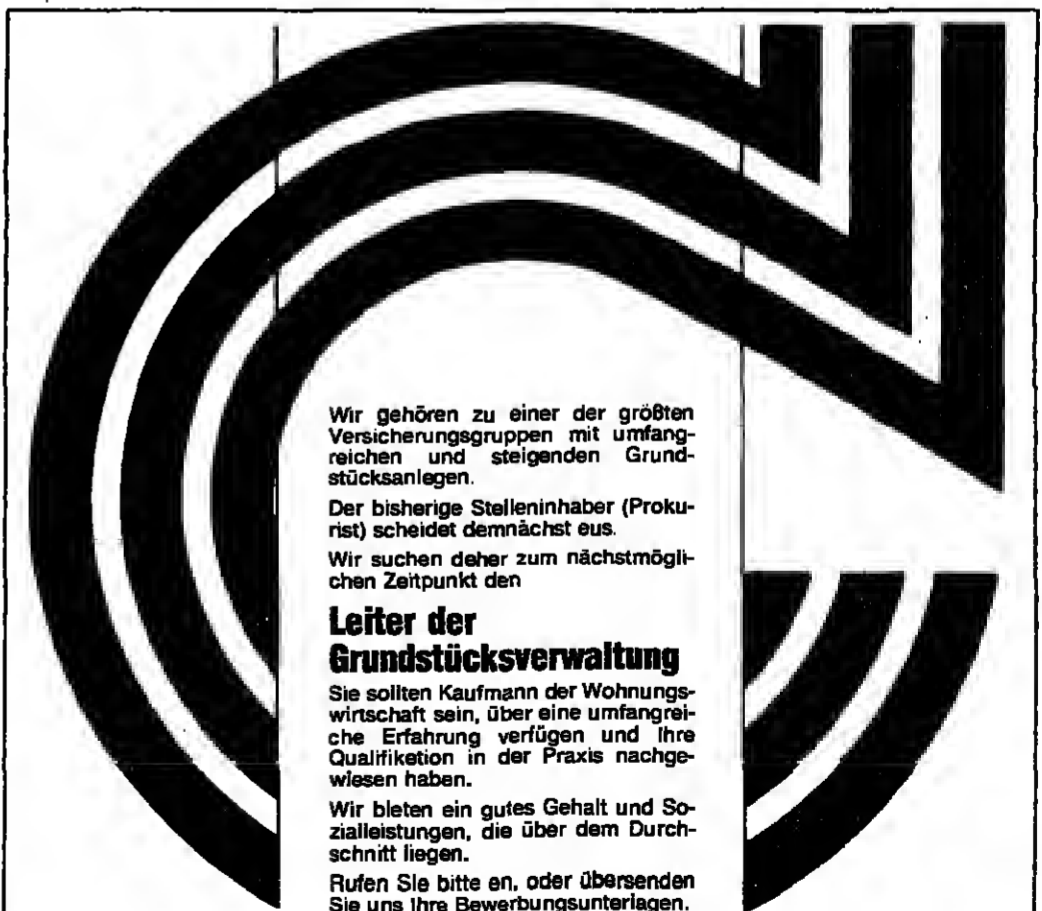 Wir gehören zu einer der größten
Versicherungsgruppen mit umfang-
reichen und steigenden Grund-
stücksanlegen.
Der bisherige Stelleninhaber (Proku-
rist) scheidet demnächst eus.
Wir suchen deher zum nächstmögli-
chen Zeitpunkt den
Leiter der
Grundstücksverwaltung
Sie sollten Kaufmann der Wohnungs-
wirtschaft sein, über eine umfangrei-
che Erfahrung verfügen und Ihre
Qualifiketion in der Praxis nachge-
wiesen haben.
Wir bieten ein gutes Gehalt und So-
zialleistungen, die über dem Durch-
schnitt liegen.
Rufen Sie bitte en, oder übersenden
Sie uns Ihre Bewerbungsunterlagen.